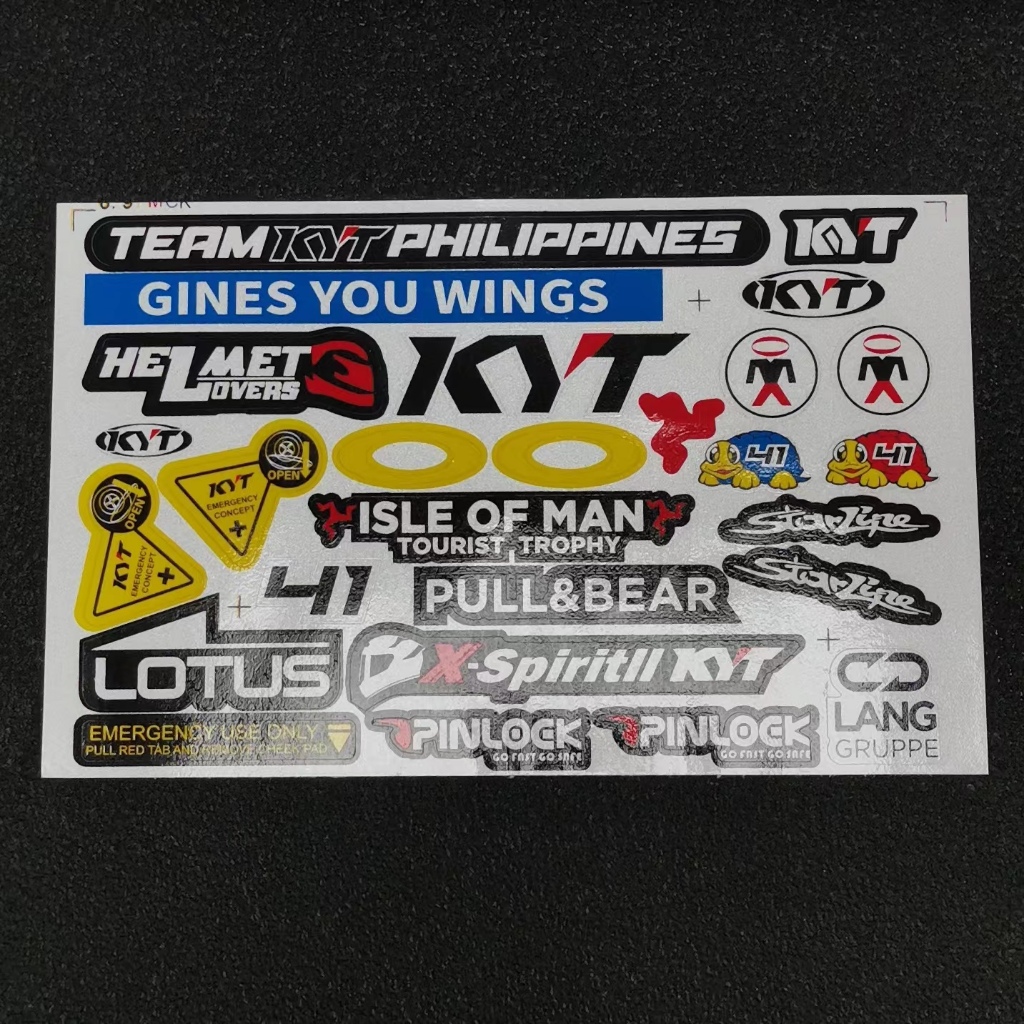 6.9 MCK
TEAM KYT PHILIPPINES
KYT
GINES YOU WINGS
KYT
HELMET
LOVERS
KYT
KYT
OPEN
KYT
EMERGENCY
CONCEPT
OPEN
KYT
EMERGENCY
CONCEPT
41
41
ISLE OF MAN
TOURIST TROPHY
StarLine
StarLine
41
PULL&BEAR
LOTUS
X-SpiritII KYT
LANG
GRUPPE
EMERGENCY USE ONLY
PULL RED TAB AND REMOVE CHEEK PAD
PINLOCK
GO FAST GO SAFE
PINLOCK
GO FAST GO SAFE